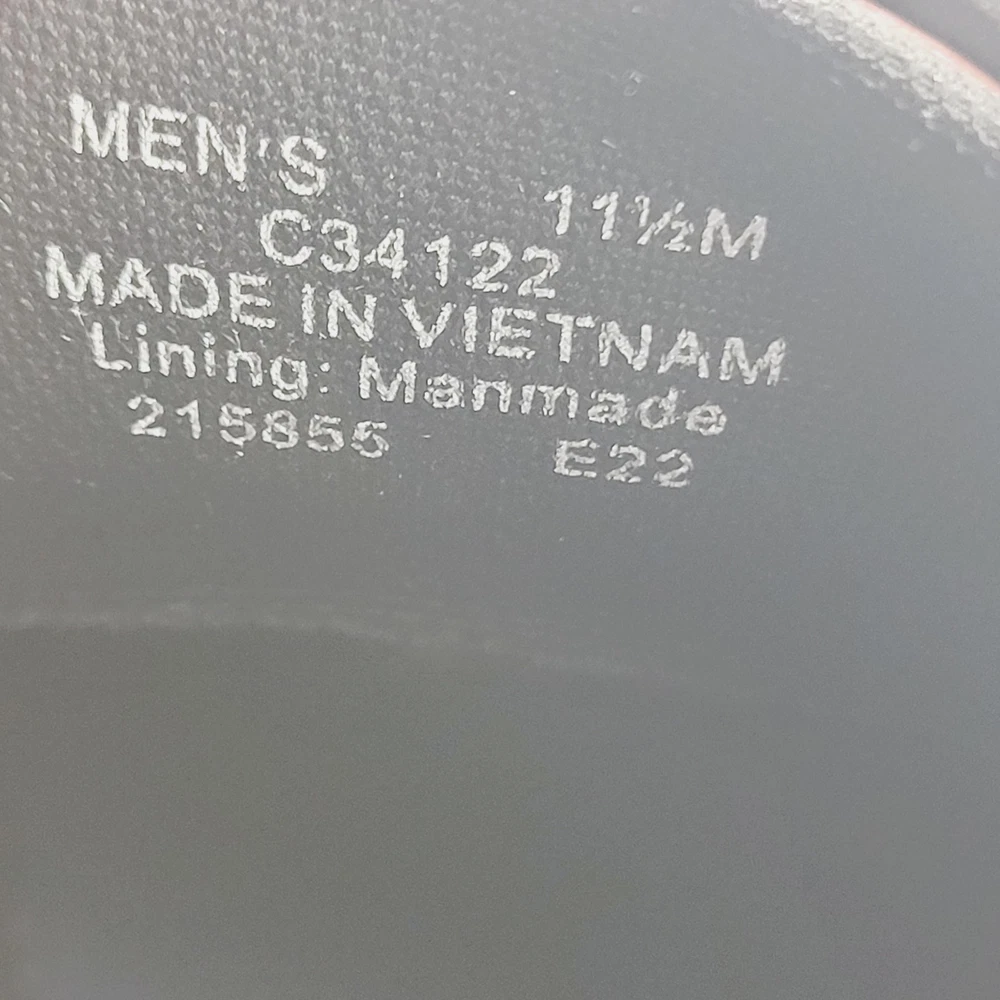 MEN'S 11½M
C34122
MADE IN VIETNAM
Lining: Manmade
215855 E22